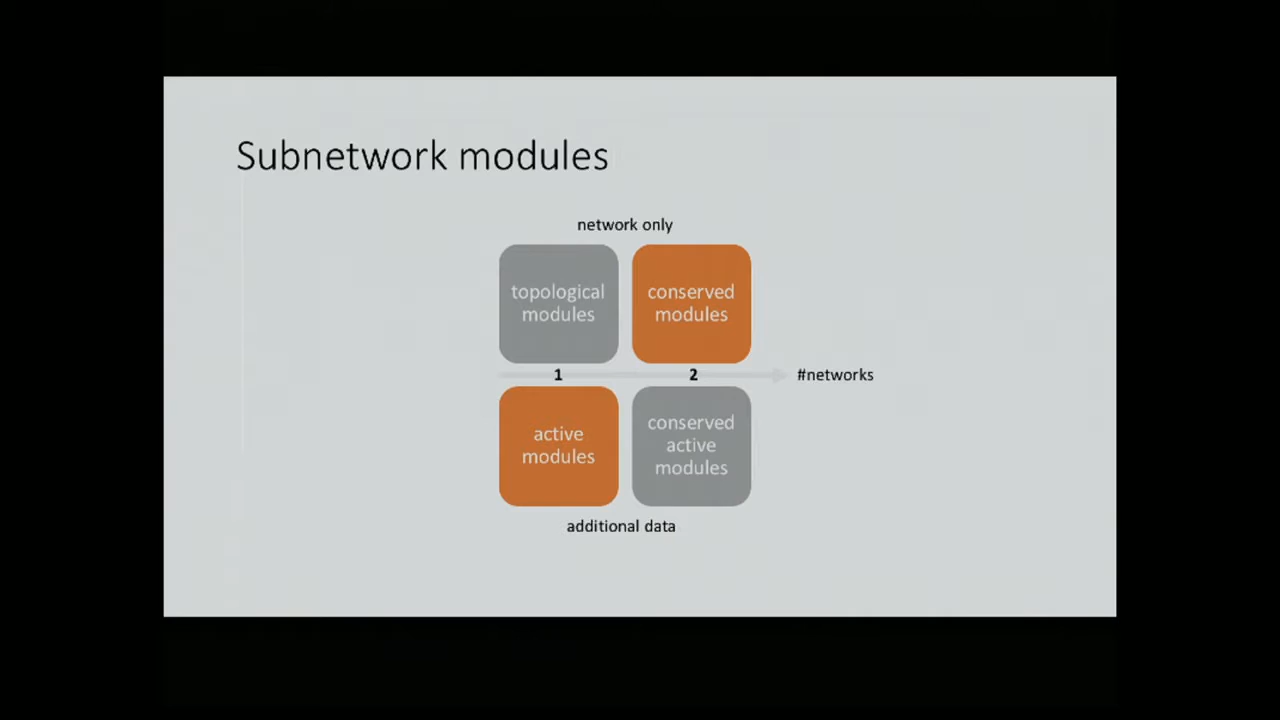 Subnetwork modules
network only
topological
modules
conserved
modules
1
2
#networks
active
modules
conserved
active
modules
additional data